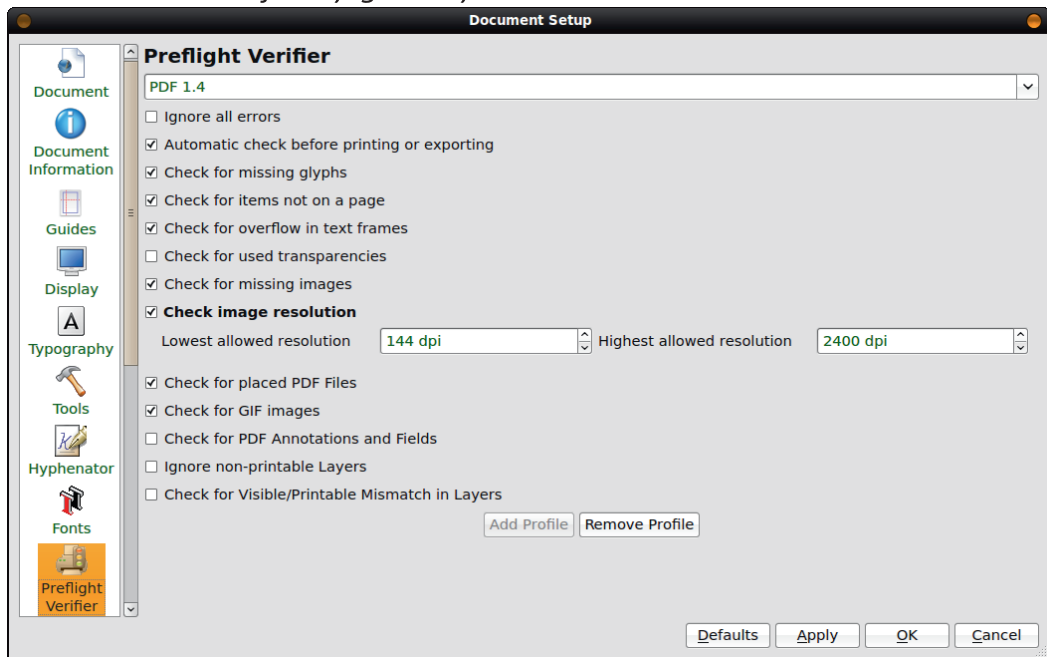 Document Setup
Document
Document
Information
Guides
Display
Typography
Tools
Hyphenator
Fonts
Preflight
Verifier
Preflight Verifier
PDF 1.4
Ignore all errors
Automatic check before printing or exporting
Check for missing glyphs
Check for items not on a page
Check for overflow in text frames
Check for used transparencies
Check for missing images
Check image resolution
Lowest allowed resolution 144 dpi Highest allowed resolution 2400 dpi
Check for placed PDF Files
Check for GIF images
Check for PDF Annotations and Fields
Ignore non-printable Layers
Check for Visible/Printable Mismatch in Layers
Add Profile Remove Profile
Defaults Apply OK Cancel